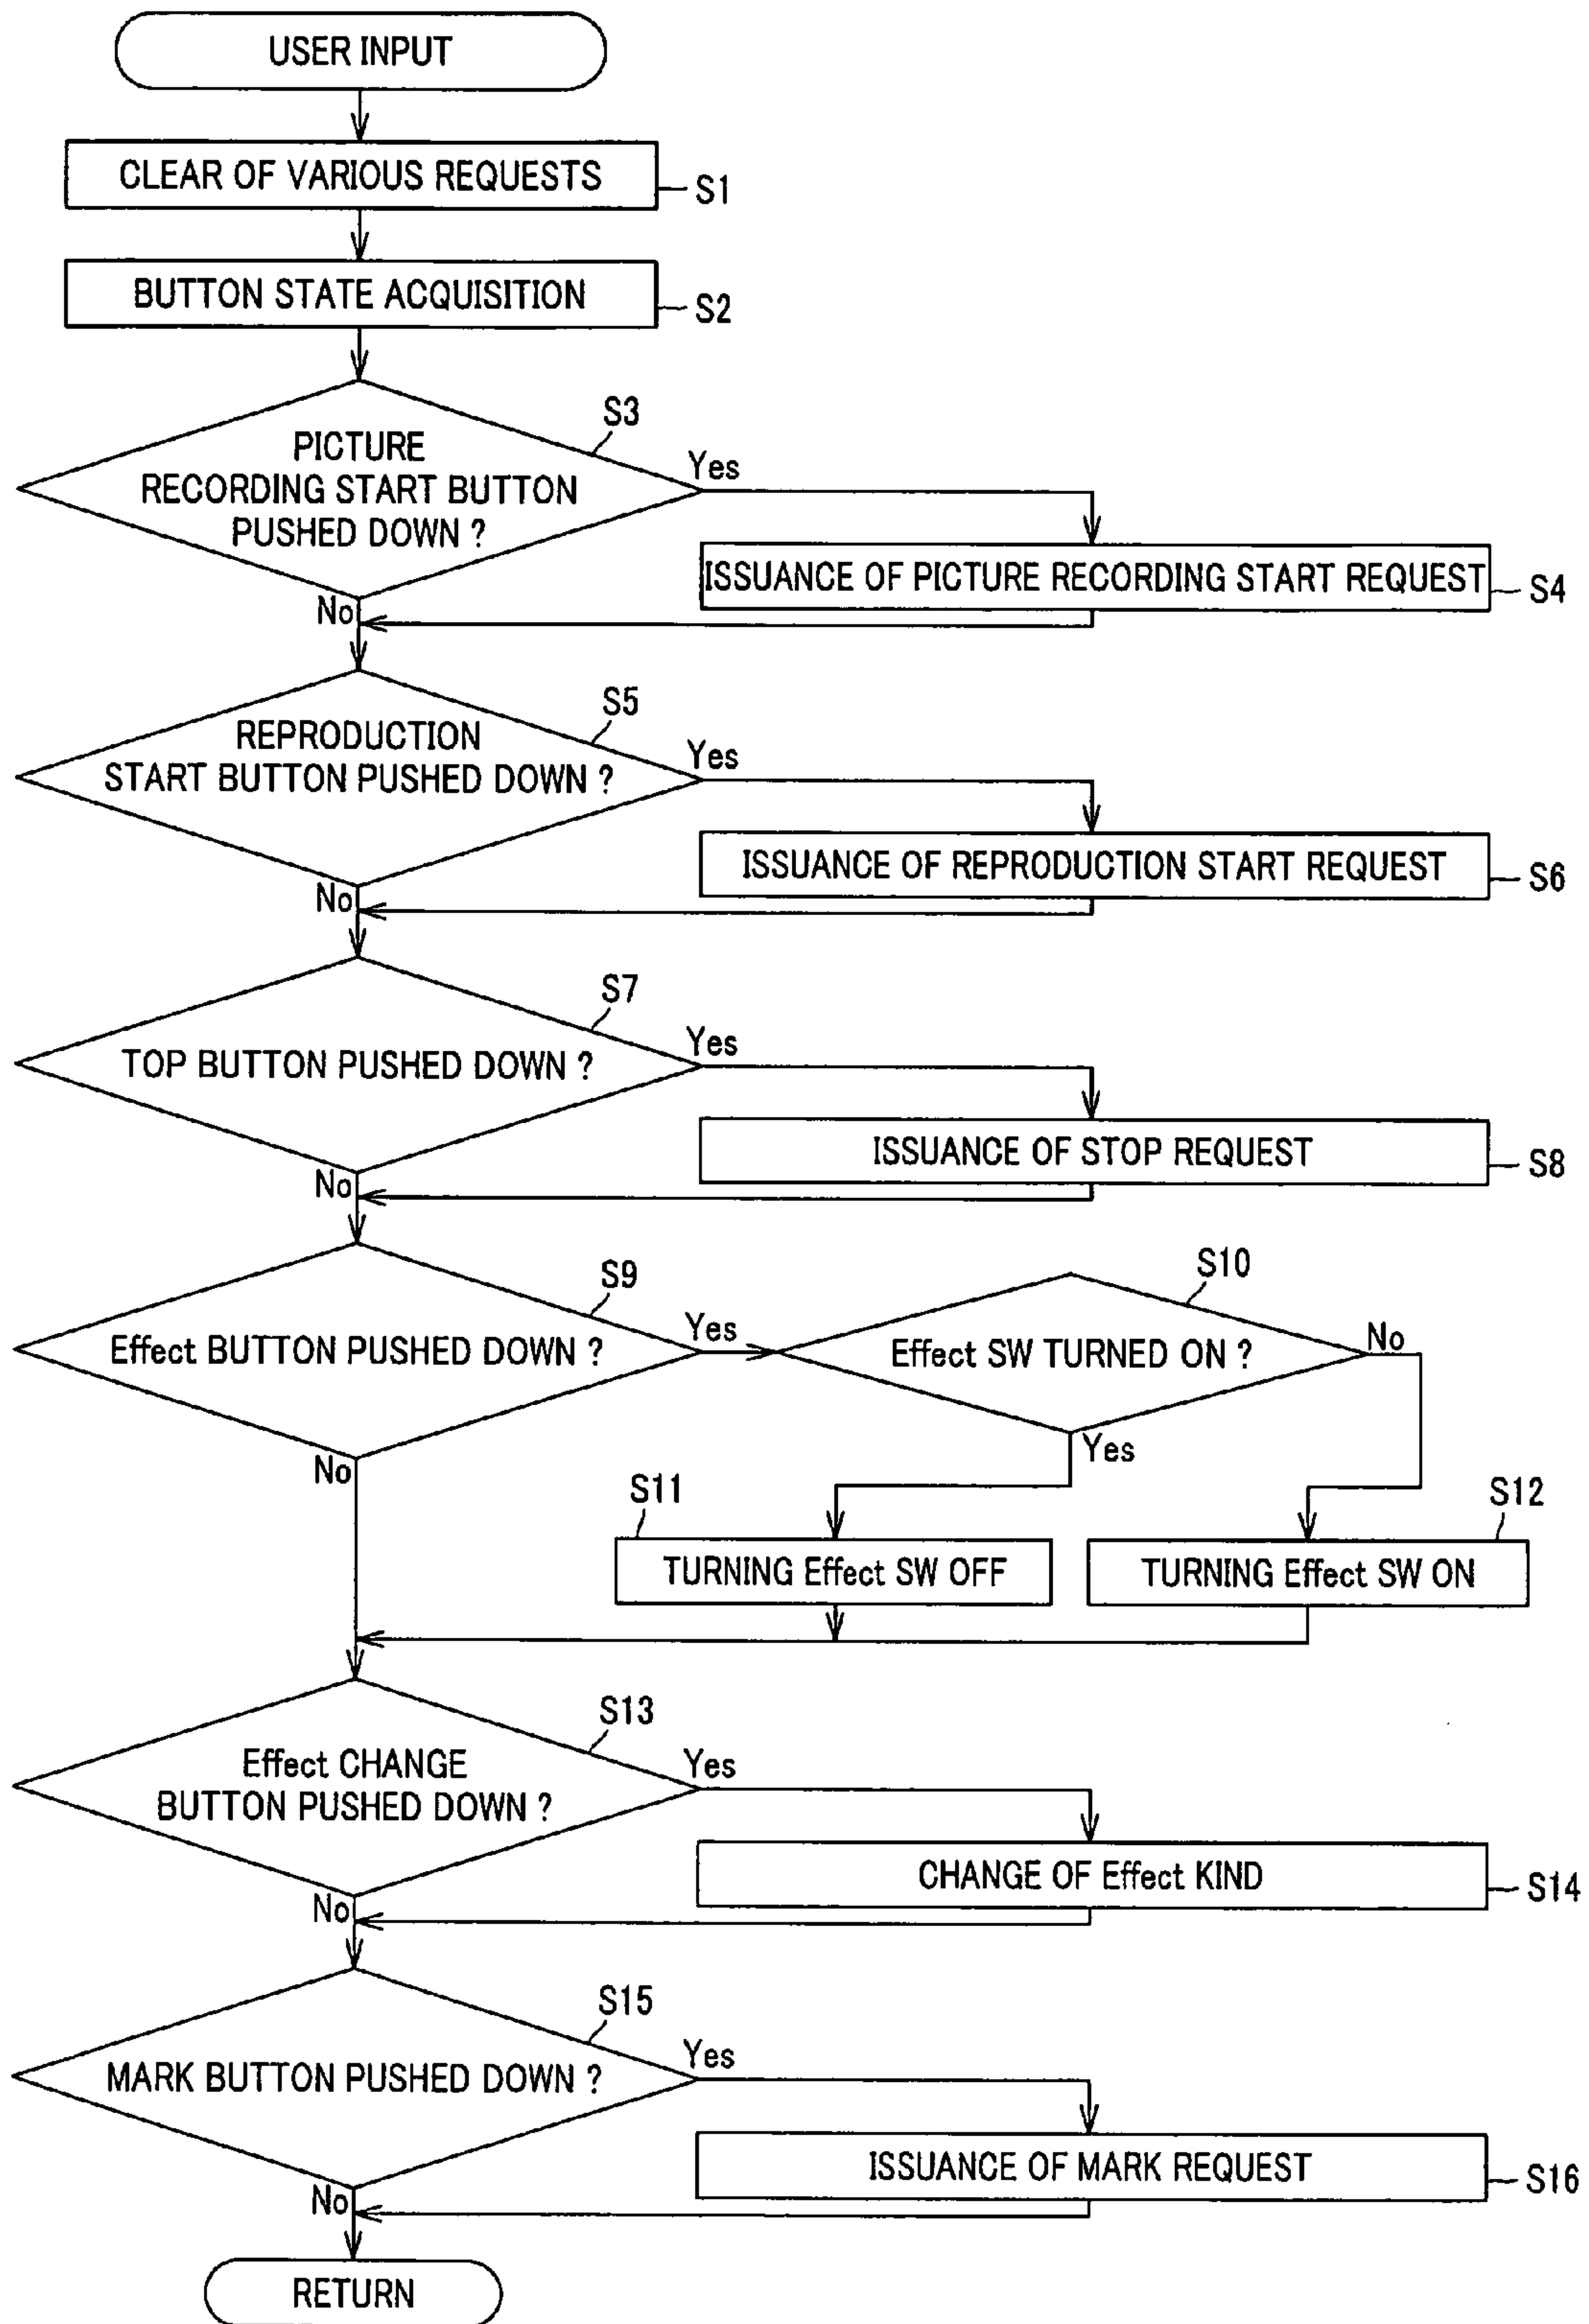 USER INPUT
CLEAR OF VARIOUS REQUESTS
S1
BUTTON STATE ACQUISITION
S2
S3
PICTURE
RECORDING START BUTTON
PUSHED DOWN ?
Yes
No
ISSUANCE OF PICTURE RECORDING START REQUEST
S4
S5
REPRODUCTION
START BUTTON PUSHED DOWN ?
Yes
No
ISSUANCE OF REPRODUCTION START REQUEST
S6
S7
TOP BUTTON PUSHED DOWN ?
Yes
No
ISSUANCE OF STOP REQUEST
S8
S9
Effect BUTTON PUSHED DOWN ?
Yes
No
S10
Effect SW TURNED ON ?
No
Yes
S11
TURNING Effect SW OFF
S12
TURNING Effect SW ON
S13
Effect CHANGE
BUTTON PUSHED DOWN ?
Yes
No
CHANGE OF Effect KIND
S14
S15
MARK BUTTON PUSHED DOWN ?
Yes
No
ISSUANCE OF MARK REQUEST
S16
RETURN